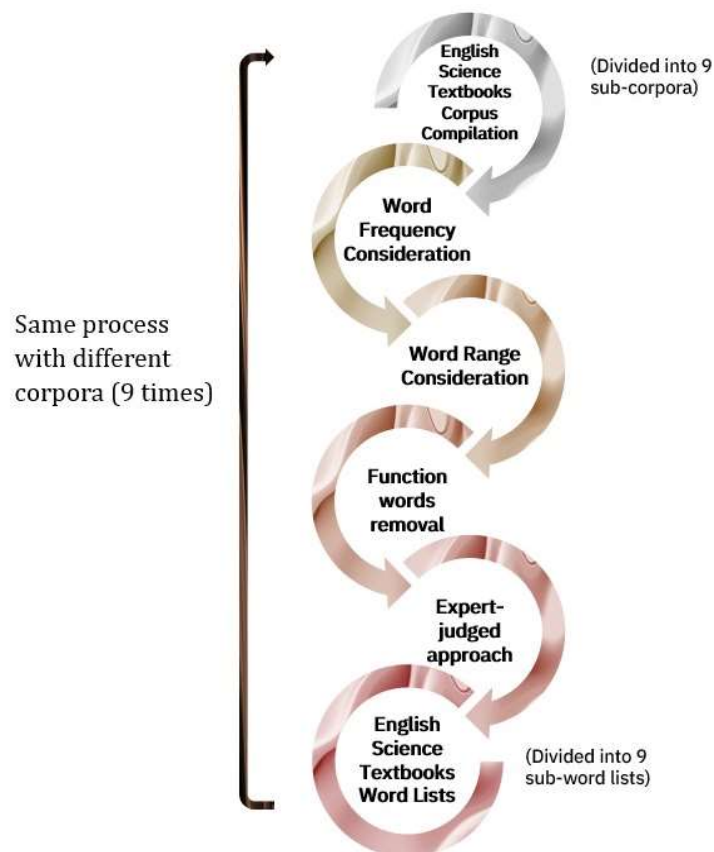 English
Science
Textbooks
Corpus
Compilation
(Divided into 9
sub-corpora)
Word
Frequency
Consideration
Same process
with different
corpora (9 times)
Word Range
Consideration
Function
words
removal
Expert-
judged
approach
English
Science
Textbooks
Word Lists
(Divided into 9
sub-word lists)